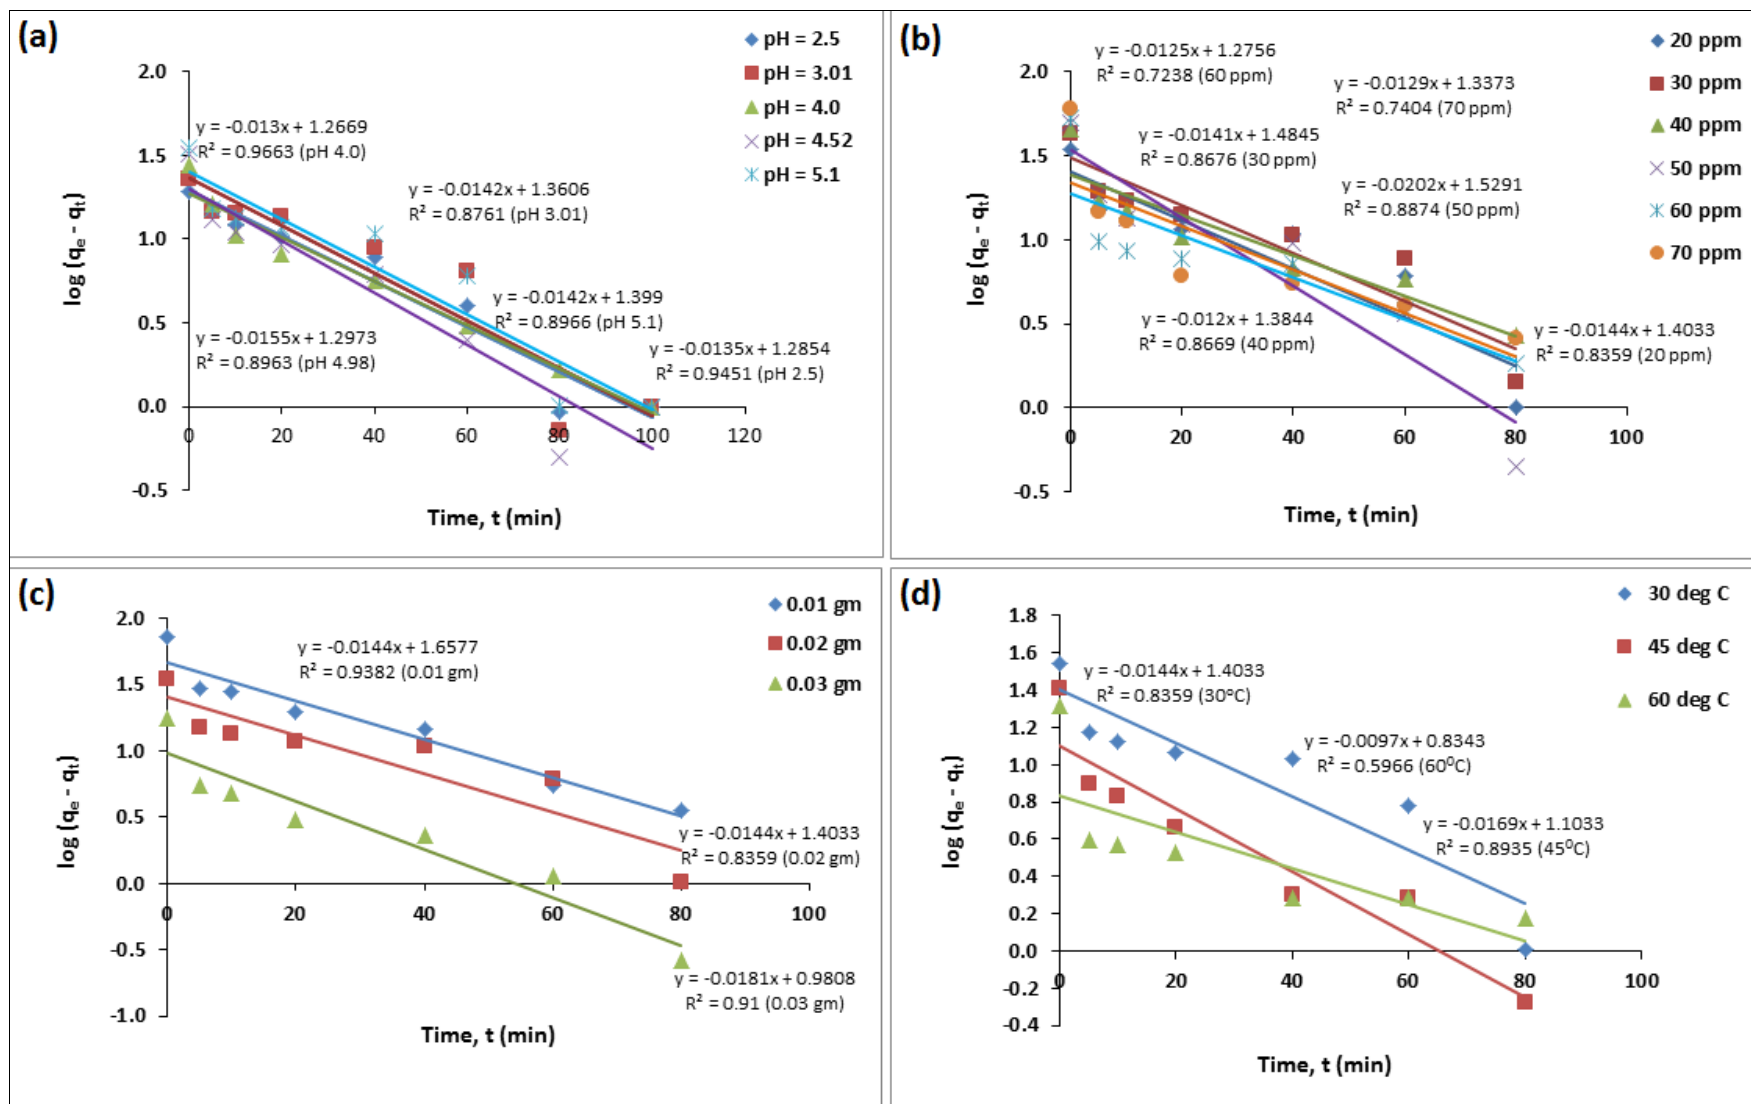 (a)
pH = 2.5
pH = 3.01
pH = 4.0
pH = 4.52
pH = 5.1
2.0
1.5
1.0
0.5
0.0
-0.5
log (qe - qt)
y = -0.013x + 1.2669
R² = 0.9663 (pH 4.0)
y = -0.0142x + 1.3606
R² = 0.8761 (pH 3.01)
y = -0.0142x + 1.399
R² = 0.8966 (pH 5.1)
y = -0.0155x + 1.2973
R² = 0.8963 (pH 4.98)
y = -0.0135x + 1.2854
R² = 0.9451 (pH 2.5)
0 20 40 60 80 100 120
Time, t (min)
(b)
20 ppm
30 ppm
40 ppm
50 ppm
60 ppm
70 ppm
2.0
1.5
1.0
0.5
0.0
-0.5
log (qe - qt)
y = -0.0125x + 1.2756
R² = 0.7238 (60 ppm)
y = -0.0129x + 1.3373
R² = 0.7404 (70 ppm)
y = -0.0141x + 1.4845
R² = 0.8676 (30 ppm)
y = -0.0202x + 1.5291
R² = 0.8874 (50 ppm)
y = -0.012x + 1.3844
R² = 0.8669 (40 ppm)
y = -0.0144x + 1.4033
R² = 0.8359 (20 ppm)
0 20 40 60 80 100
Time, t (min)
(c)
0.01 gm
0.02 gm
0.03 gm
2.0
1.5
1.0
0.5
0.0
-0.5
-1.0
log (qe - qt)
y = -0.0144x + 1.6577
R² = 0.9382 (0.01 gm)
y = -0.0144x + 1.4033
R² = 0.8359 (0.02 gm)
y = -0.0181x + 0.9808
R² = 0.91 (0.03 gm)
0 20 40 60 80 100
Time, t (min)
(d)
30 deg C
45 deg C
60 deg C
1.8
1.6
1.4
1.2
1.0
0.8
0.6
0.4
0.2
0.0
-0.2
-0.4
log (qe - qt)
y = -0.0144x + 1.4033
R² = 0.8359 (30°C)
y = -0.0097x + 0.8343
R² = 0.5966 (60⁰C)
y = -0.0169x + 1.1033
R² = 0.8935 (45⁰C)
0 20 40 60 80 100
Time, t (min)